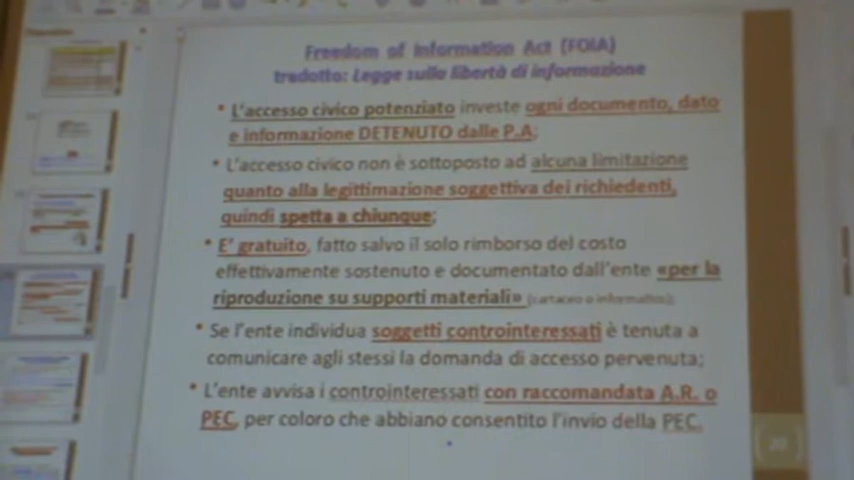 Freedom of Information Act (FOIA)
tradotto: Legge sulla libertà di informazione
• L'accesso civico potenziato investe ogni documento, dato
e informazione DETENUTO dalle P.A;
• L'accesso civico non è sottoposto ad alcuna limitazione
quanto alla legittimazione soggettiva dei richiedenti,
quindi spetta a chiunque;
• E' gratuito, fatto salvo il solo rimborso del costo
effettivamente sostenuto e documentato dall'ente «per la
riproduzione su supporti materiali» (cartaceo o informatico);
• Se l'ente individua soggetti controinteressati è tenuta a
comunicare agli stessi la domanda di accesso pervenuta;
• L'ente avvisa i controinteressati con raccomandata A.R. o
PEC, per coloro che abbiano consentito l'invio della PEC.